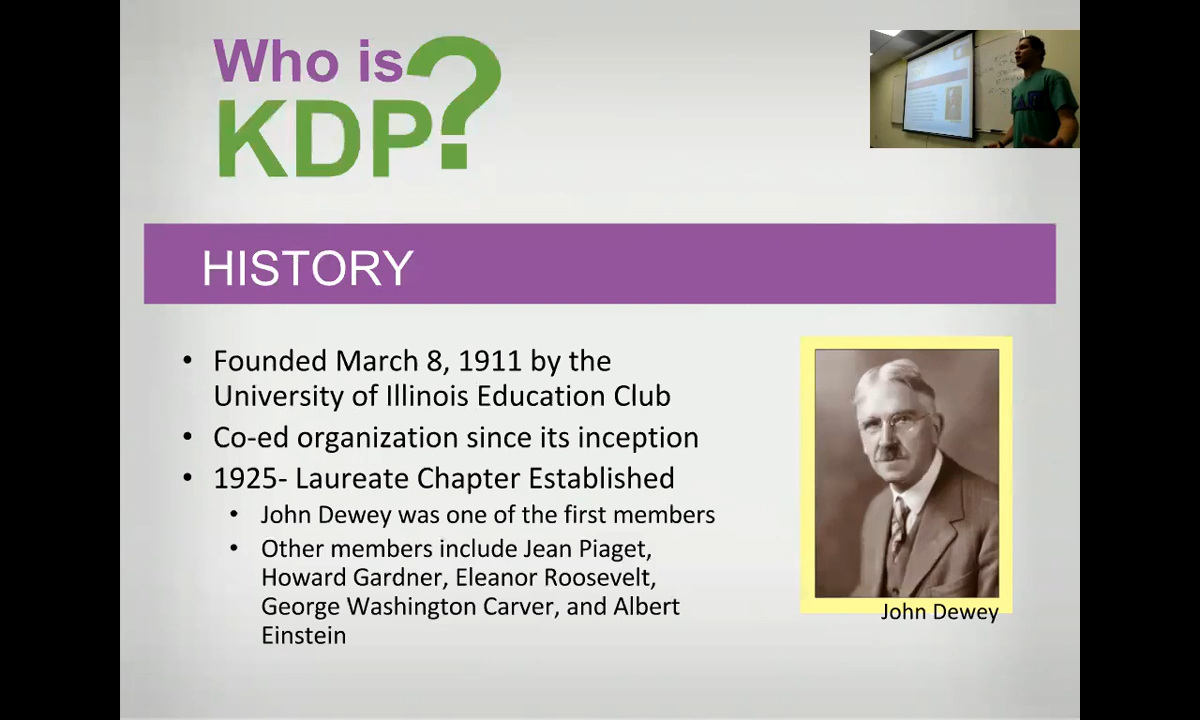 Who is
KDP?
HISTORY
• Founded March 8, 1911 by the
University of Illinois Education Club
• Co-ed organization since its inception
• 1925- Laureate Chapter Established
• John Dewey was one of the first members
• Other members include Jean Piaget,
Howard Gardner, Eleanor Roosevelt,
George Washington Carver, and Albert
Einstein
John Dewey